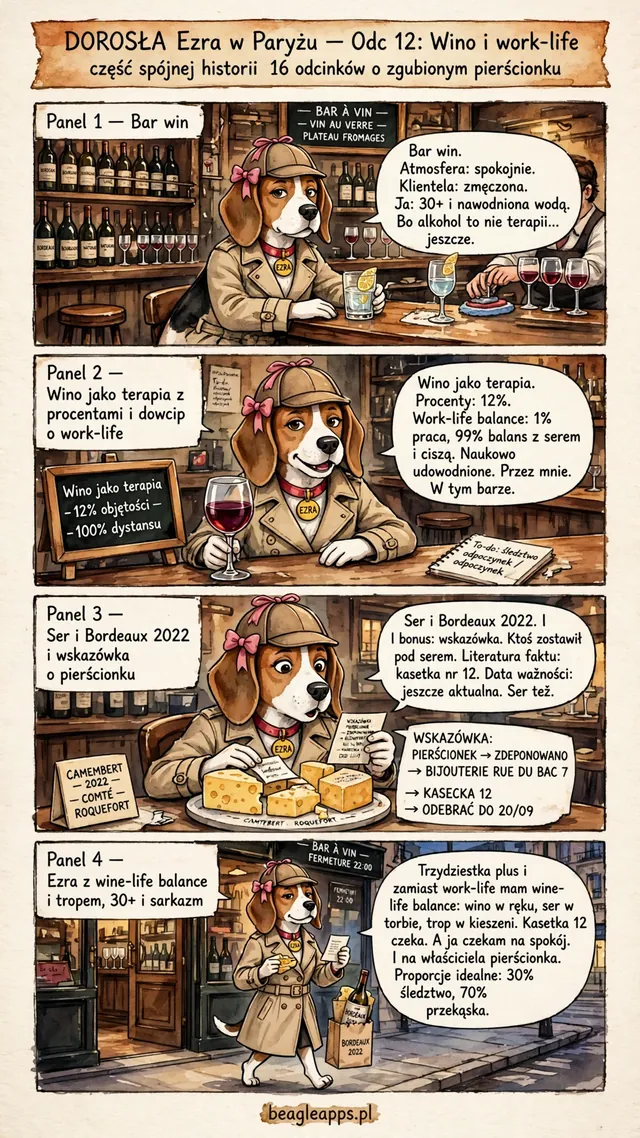 DOROSŁA Ezra w Paryżu — Odc 12: Wino i work-life
część spójnej historii 16 odcinków o zgubionym pierścionku
Panel 1 — Bar win
— BAR À VIN —
— VIN AU VERRE —
PLATEAU FROMAGES
Bar win.
Atmosfera: spokojnie.
Klientela: zmęczona.
Ja: 30+ i nawodniona wodą.
Bo alkohol to nie terapii...
jeszcze.
BORDEAUX
EZRA
Panel 2 —
Wino jako terapia z
procentami i dowcip
o work-life
Wino jako terapia.
Procenty: 12%.
Work-life balance: 1%
praca, 99% balans z serem
i ciszą. Naukowo
udowodnione. Przez mnie.
W tym barze.
Wino jako terapia
—12% objętości —
—100% dystansu
EZRA
To-do: śledztwo
odpoczynek /
odpoczynek
Panel 3 —
Ser i Bordeaux 2022
i wskazówka
o pierścionku
Ser i Bordeaux 2022. I
I bonus: wskazówka. Ktoś zostawił
pod serem. Literatura faktu:
kasetka nr 12. Data ważności:
jeszcze aktualna. Ser też.
EZRA
CAMEMBERT
— 2022 —
— COMTÉ —
ROQUEFORT
WSKAZÓWKA:
PIERŚCIONEK → ZDEPONOWANO
→ BIJOUTERIE RUE DU BAC 7
→ KASECKA 12
→ ODEBRAĆ DO 20/09
ROQUEFORT
Panel 4 —
Ezra z wine-life balance
i tropem, 30+ i sarkazm
— BAR À VIN —
FERMETURE 22:00
22:00
Trzydziestka plus i
zamiast work-life mam wine-
life balance: wino w ręku, ser w
torbie, trop w kieszeni. Kasetka 12
czeka. A ja czekam na spokój.
I na właściciela pierścionka.
Proporcje idealne: 30%
śledztwo, 70%
przekąska.
EZRA
BORDEAUX
2022
beagleapps.pl